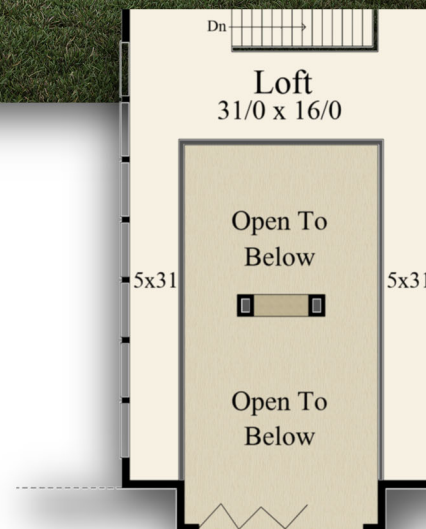 Dn
Loft
31/0 x 16/0
Open To
Below
5x31
5x31
Open To
Below